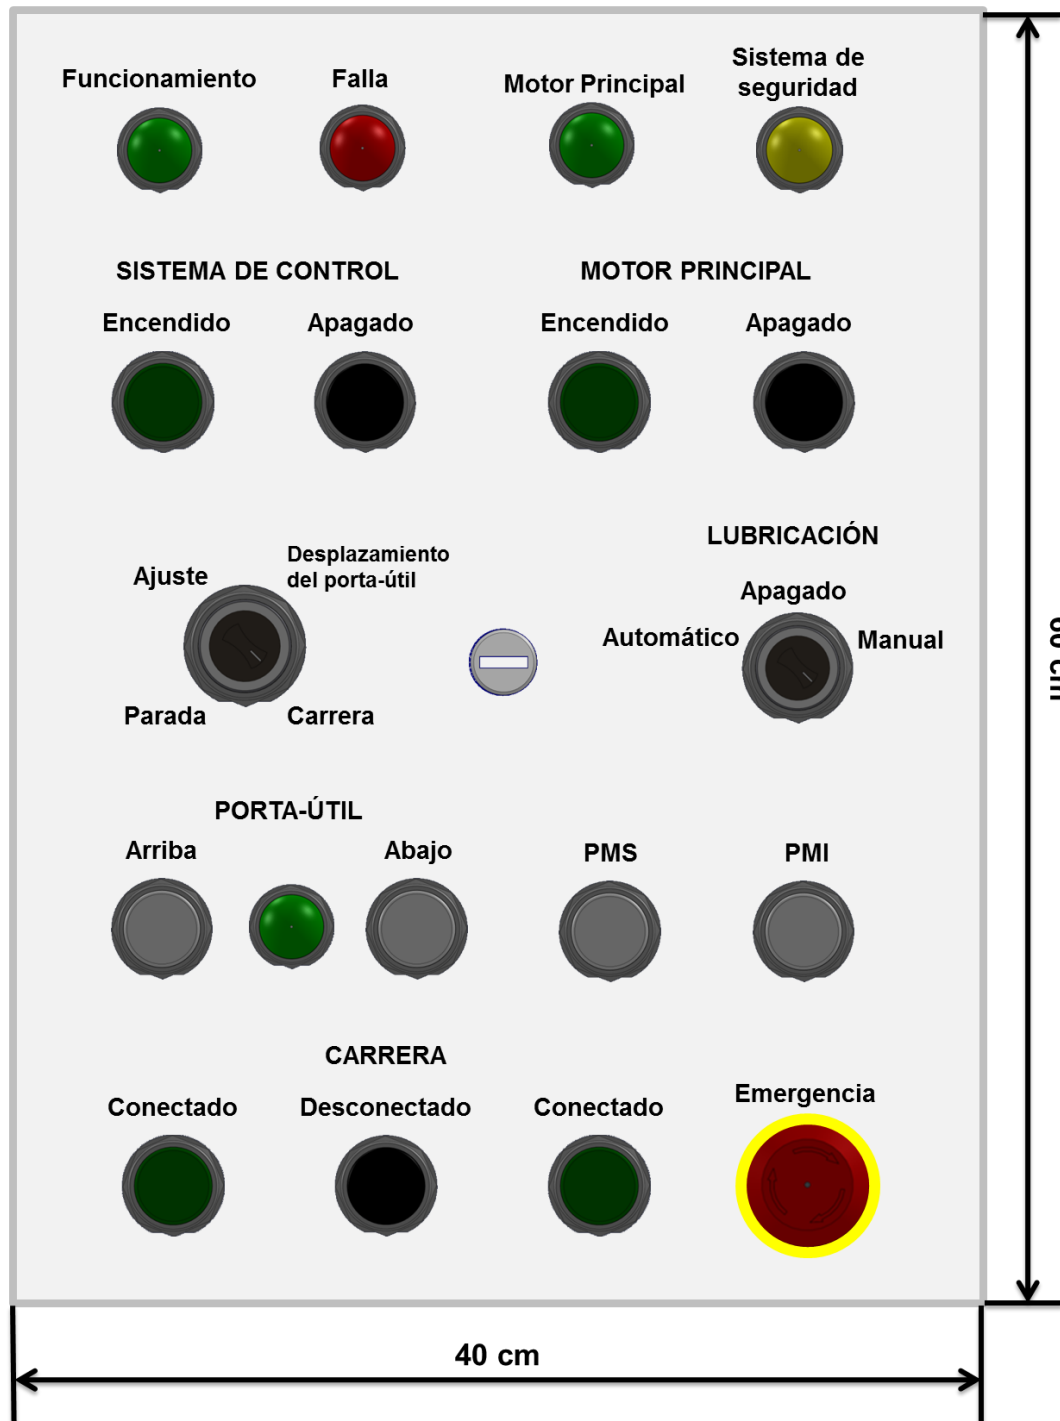 Funcionamiento
Falla
Motor Principal
Sistema de
seguridad
SISTEMA DE CONTROL
MOTOR PRINCIPAL
Encendido
Apagado
Encendido
Apagado
LUBRICACIÓN
Ajuste
Desplazamiento
del porta-útil
Apagado
Automático
Manual
Parada
Carrera
cm
PORTA-ÚTIL
Arriba
Abajo
PMS
PMI
CARRERA
Conectado
Desconectado
Conectado
Emergencia
40 cm